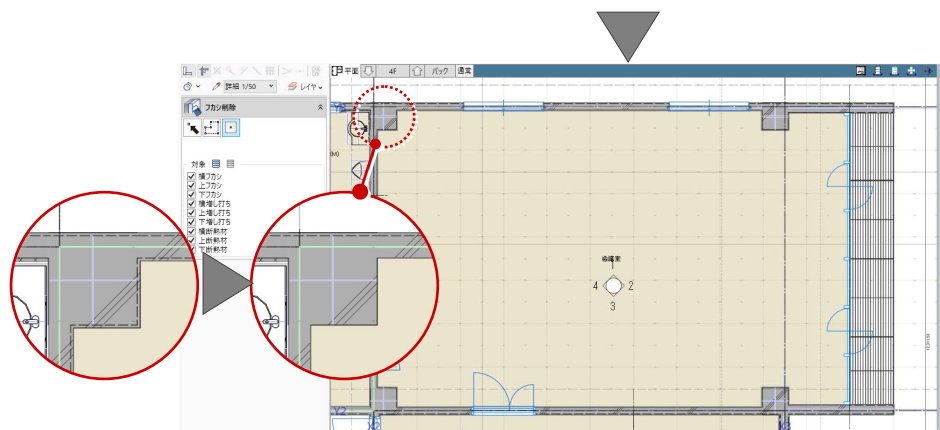 平面 4F バック 通常
詳細 1/50 レイヤ
フカシ削除
(M)
対象
横フカシ
上フカシ
下フカシ
横増し打ち
上増し打ち
下増し打ち
横断熱材
上断熱材
下断熱材
会議室
4 2
3
Y2